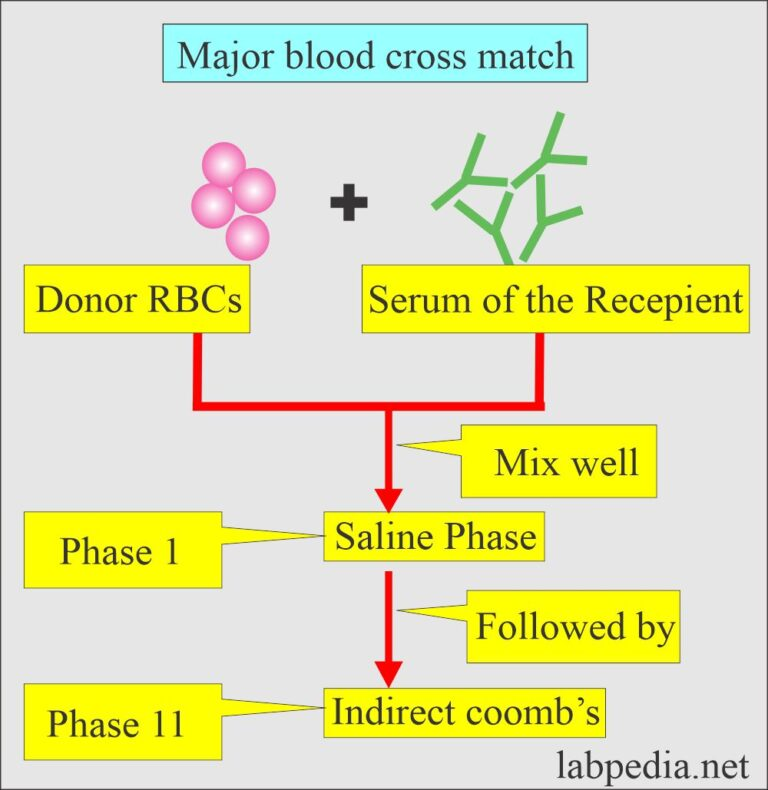 Major blood cross match
Donor RBCs
Serum of the Recepient
Mix well
Phase 1
Saline Phase
Followed by
Phase 11
Indirect coomb’s
labpedia.net